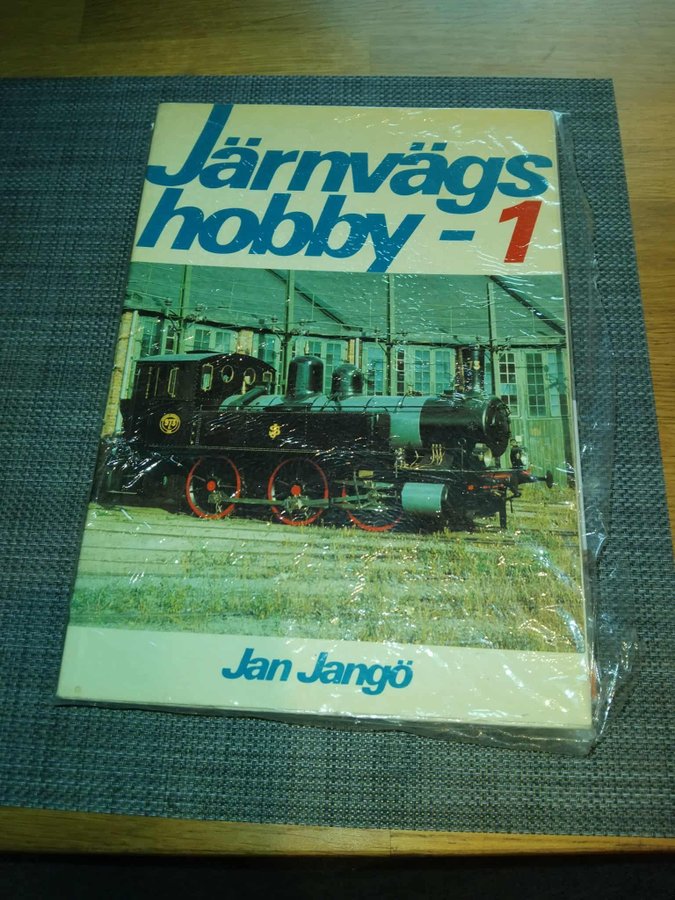 Järnvägs
hobby - 1
Jan Jangö